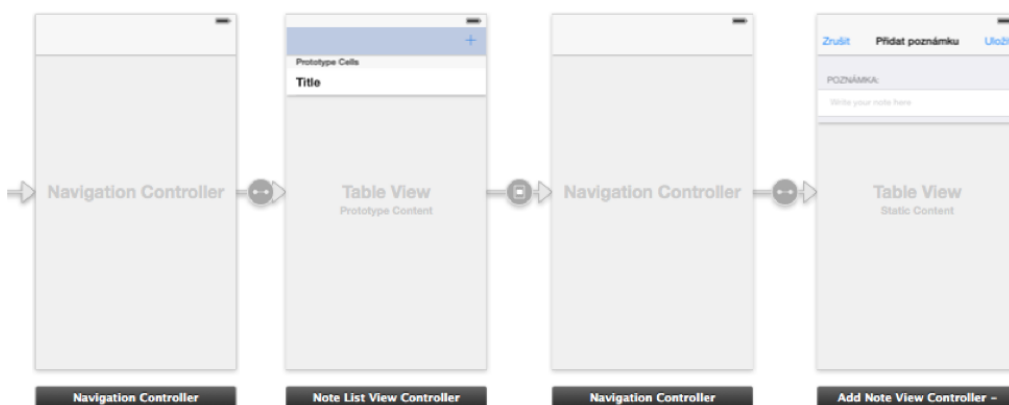 Zrušit Přidat poznámku
Prototype Cells
Title
POZNÁMKA:
Write your note here
Navigation Controller
Table View
Prototype Content
Navigation Controller
Table View
Static Content
Navigation Controller
Note List View Controller
Navigation Controller
Add Note View Controller –